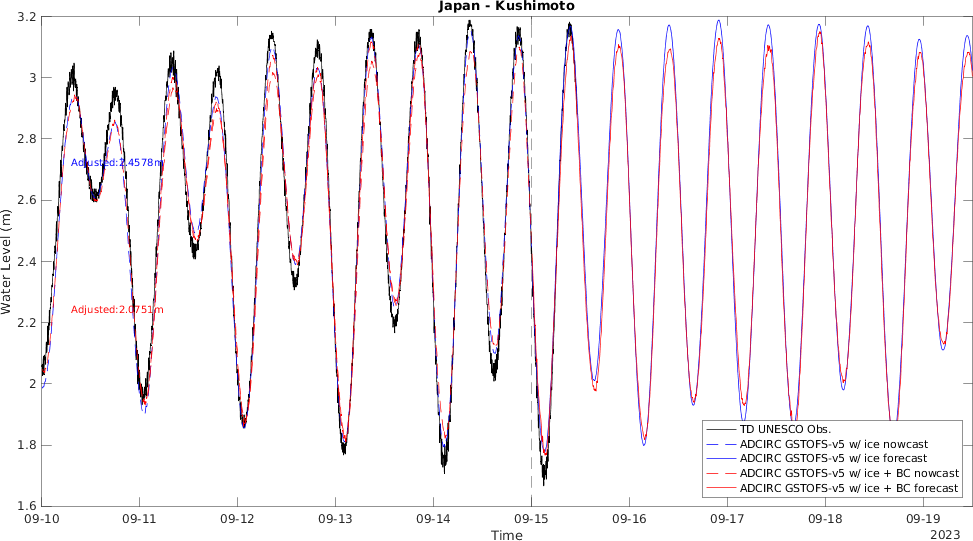 Japan - Kushimoto
3.2
3
2.8
2.6
2.4
2.2
2
1.8
1.6
Water Level (m)
Adjusted:2.4578m
Adjusted:2.0751m
TD UNESCO Obs.
ADCIRC GSTOFS-v5 w/ ice nowcast
ADCIRC GSTOFS-v5 w/ ice forecast
ADCIRC GSTOFS-v5 w/ ice + BC nowcast
ADCIRC GSTOFS-v5 w/ ice + BC forecast
09-10 09-11 09-12 09-13 09-14 09-15 09-16 09-17 09-18 09-19
Time
2023